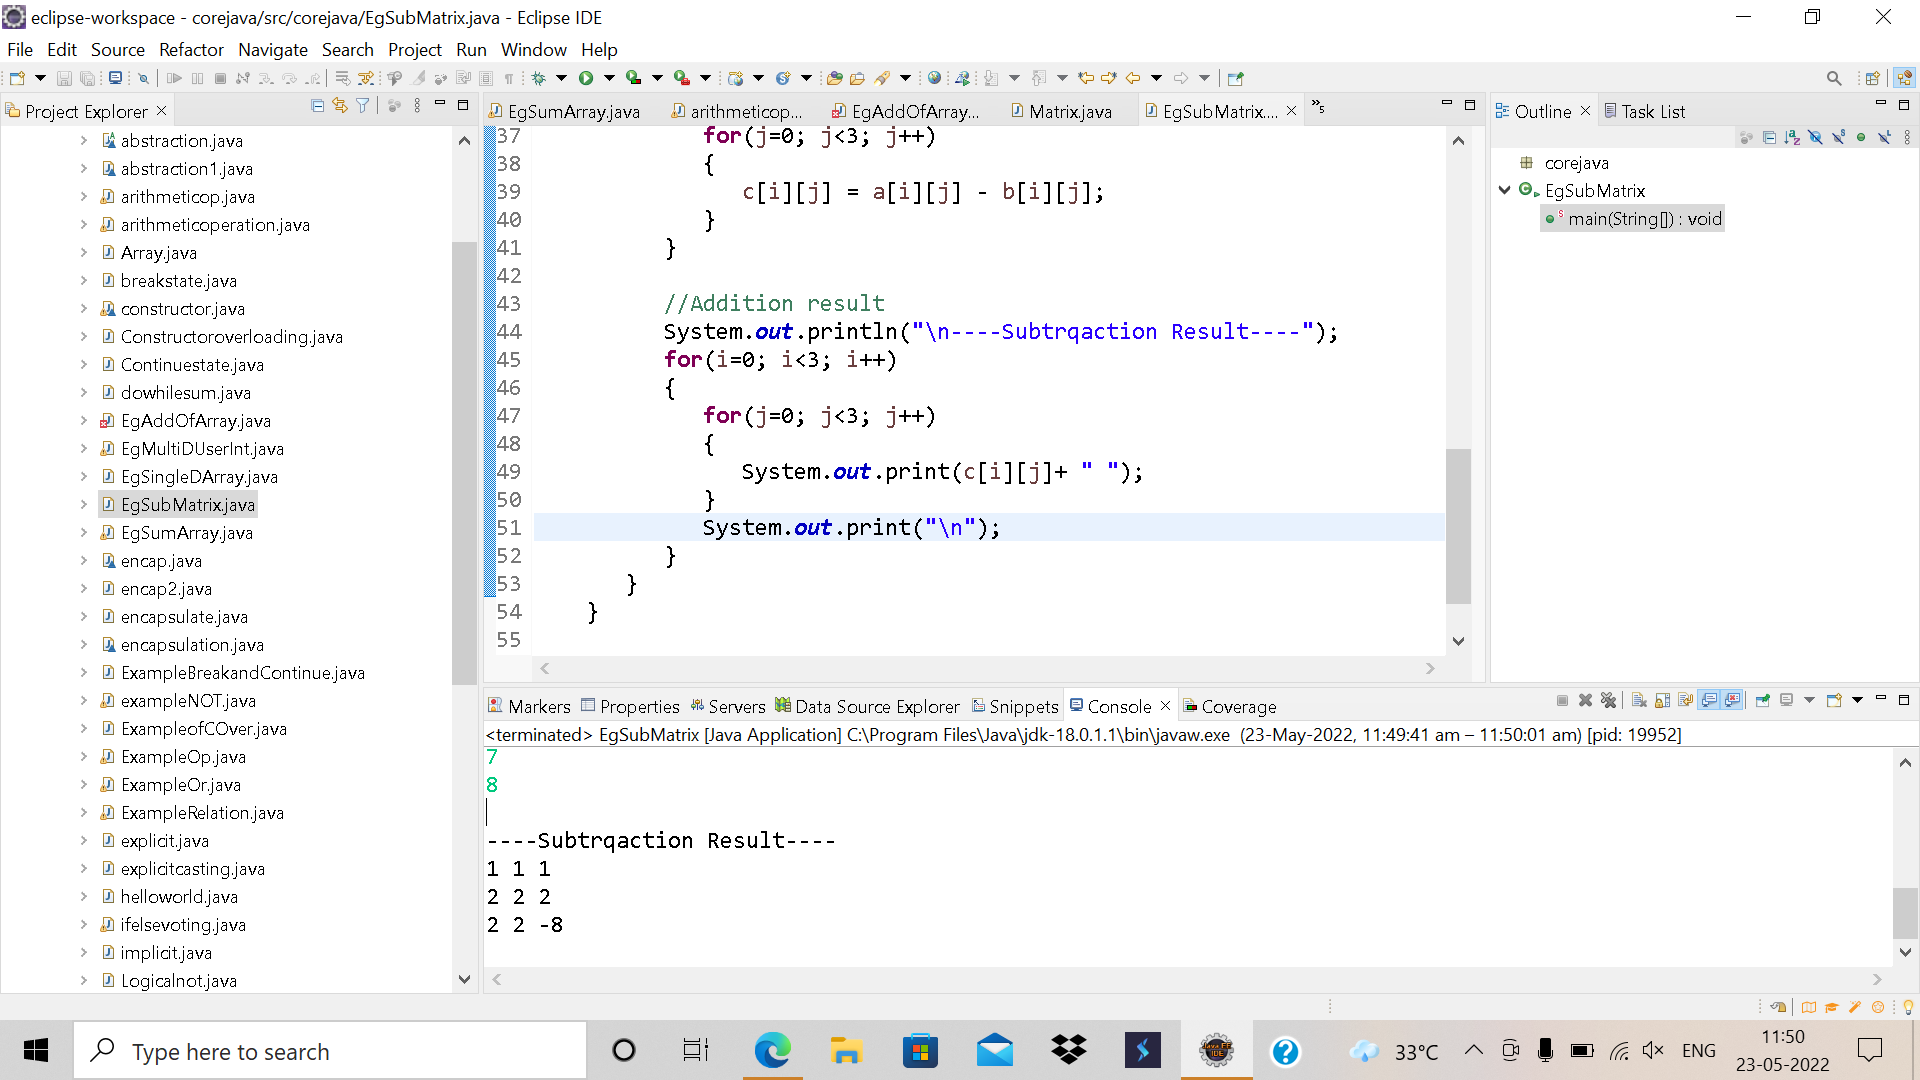 eclipse-workspace - corejava/src/corejava/EgSubMatrix.java - Eclipse IDE
File Edit Source Refactor Navigate Search Project Run Window Help
Project Explorer
abstraction.java
abstraction1.java
arithmeticop.java
arithmeticoperation.java
Array.java
breakstate.java
constructor.java
Constructoroverloading.java
Continuestate.java
dowhilesum.java
EgAddOfArray.java
EgMultiDUserInt.java
EgSingleDArray.java
EgSubMatrix.java
EgSumArray.java
encap.java
encap2.java
encapsulate.java
encapsulation.java
ExampleBreakandContinue.java
exampleNOT.java
ExampleofCOver.java
ExampleOp.java
ExampleOr.java
ExampleRelation.java
explicit.java
explicitcasting.java
helloworld.java
ifelsevoting.java
implicit.java
Logicalnot.java
EgSumArray.java arithmeticop... EgAddOfArray... Matrix.java EgSubMatrix.... »5
37 for(j=0; j<3; j++)
38 {
39 c[i][j] = a[i][j] - b[i][j];
40 }
41 }
42
43 //Addition result
44 System.out.println("\n----Subtrqaction Result----");
45 for(i=0; i<3; i++)
46 {
47 for(j=0; j<3; j++)
48 {
49 System.out.print(c[i][j]+ " ");
50 }
51 System.out.print("\n");
52 }
53 }
54 }
55
Outline Task List
corejava
EgSubMatrix
main(String[]) : void
Markers Properties Servers Data Source Explorer Snippets Console Coverage
<terminated> EgSubMatrix [Java Application] C:\Program Files\Java\jdk-18.0.1.1\bin\javaw.exe (23-May-2022, 11:49:41 am – 11:50:01 am) [pid: 19952]
7
8
----Subtrqaction Result----
1 1 1
2 2 2
2 2 -8
Type here to search
33°C
ENG
11:50
23-05-2022